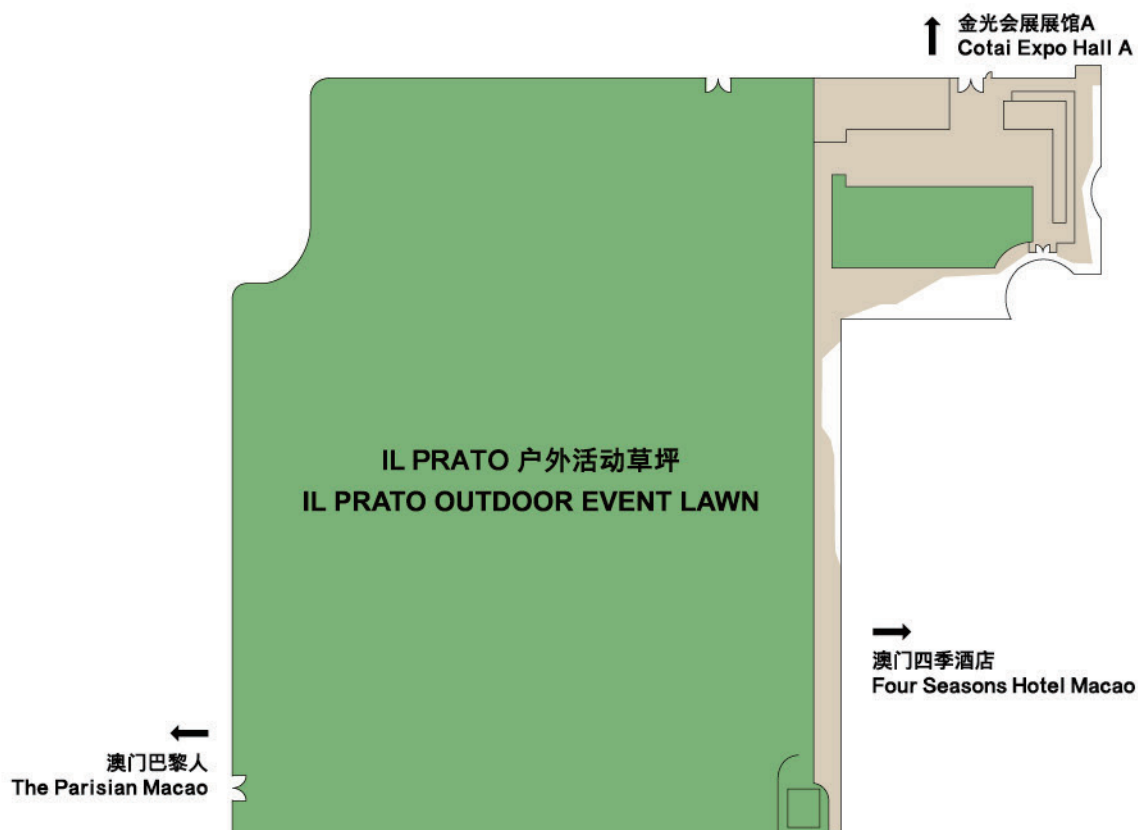 金光会展展馆A
Cotai Expo Hall A
IL PRATO 户外活动草坪
IL PRATO OUTDOOR EVENT LAWN
澳门四季酒店
Four Seasons Hotel Macao
澳门巴黎人
The Parisian Macao